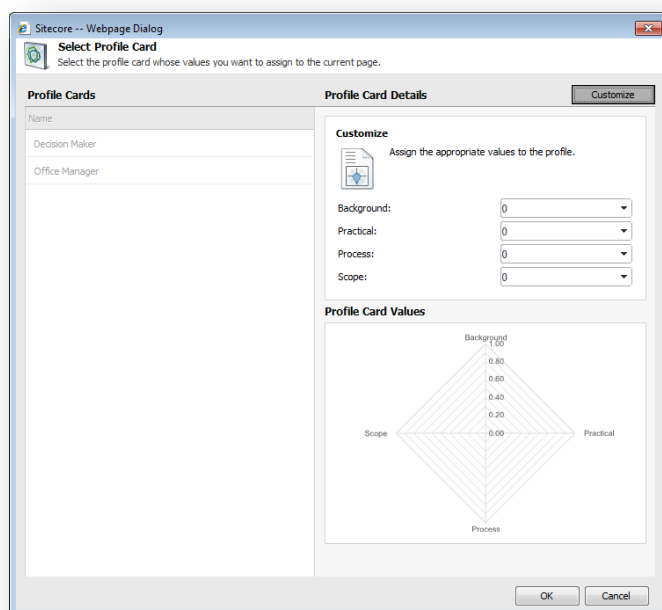 Sitecore -- Webpage Dialog
Select Profile Card
Select the profile card whose values you want to assign to the current page.
Profile Cards
Name
Decision Maker
Office Manager
Profile Card Details
Customize
Customize
Assign the appropriate values to the profile.
Background:
0
Practical:
0
Process:
0
Scope:
0
Profile Card Values
Background
1.00
0.80
0.60
0.40
0.20
0.00
Scope
Practical
Process
OK
Cancel